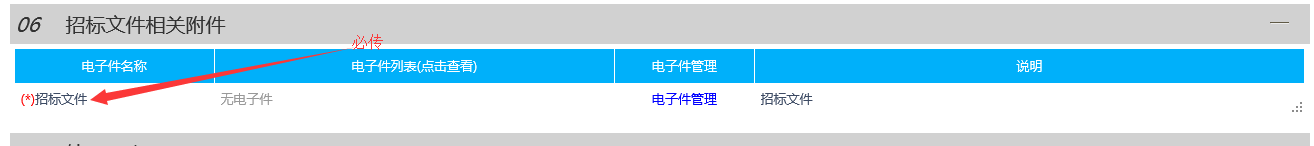 06 招标文件相关附件
必传
电子件名称 电子件列表(点击查看) 电子件管理 说明
(*)招标文件 无电子件 电子件管理 招标文件